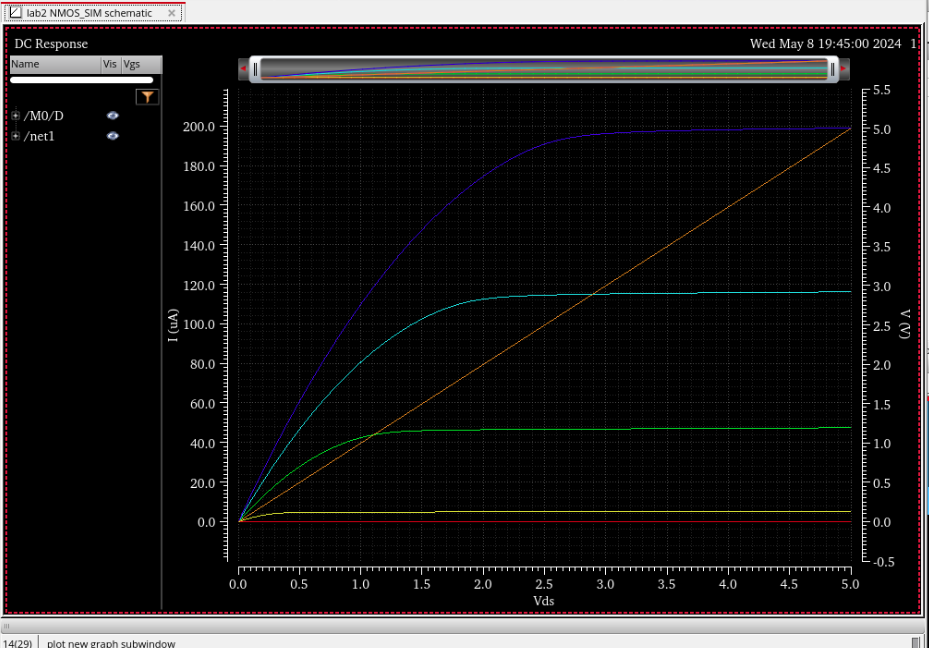 lab2 NMOS_SIM schematic
DC Response
Wed May 8 19:45:00 2024 1
Name Vis Vgs
/M0/D
/net1
I (uA)
200.0
180.0
160.0
140.0
120.0
100.0
80.0
60.0
40.0
20.0
0.0
5.5
5.0
4.5
4.0
3.5
3.0
2.5
2.0
1.5
1.0
0.5
0.0
-0.5
V (V)
0.0 0.5 1.0 1.5 2.0 2.5 3.0 3.5 4.0 4.5 5.0
Vds
14(29) plot new graph subwindow